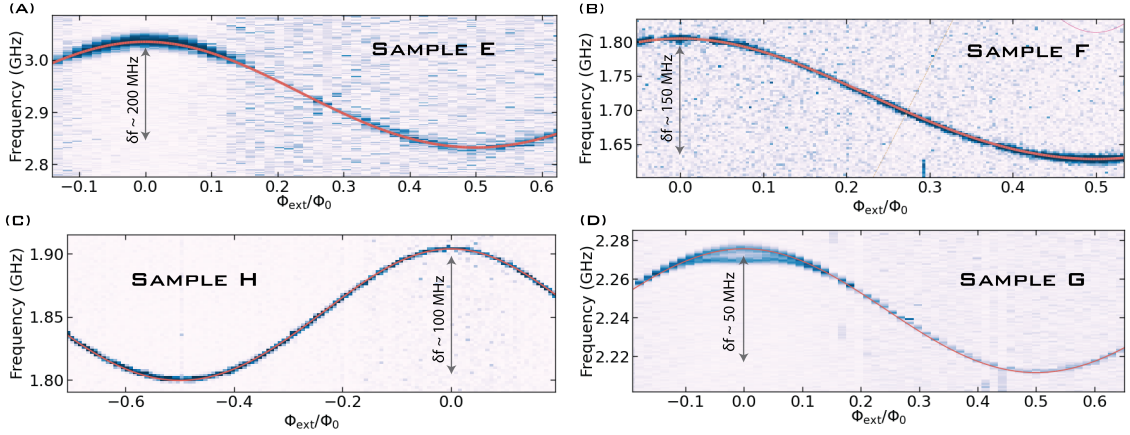 (A)
Frequency (GHz)
3.0
2.9
2.8
SAMPLE E
δf ~ 200 MHz
−0.1 0.0 0.1 0.2 0.3 0.4 0.5 0.6
Φext/Φ0
(B)
Frequency (GHz)
1.80
1.75
1.70
1.65
SAMPLE F
δf ~ 150 MHz
0.0 0.1 0.2 0.3 0.4 0.5
Φext/Φ0
(C)
Frequency (GHz)
1.90
1.85
1.80
SAMPLE H
δf ~ 100 MHz
−0.6 −0.4 −0.2 0.0
Φext/Φ0
(D)
Frequency (GHz)
2.28
2.26
2.24
2.22
SAMPLE G
δf ~ 50 MHz
−0.1 0.0 0.1 0.2 0.3 0.4 0.5 0.6
Φext/Φ0